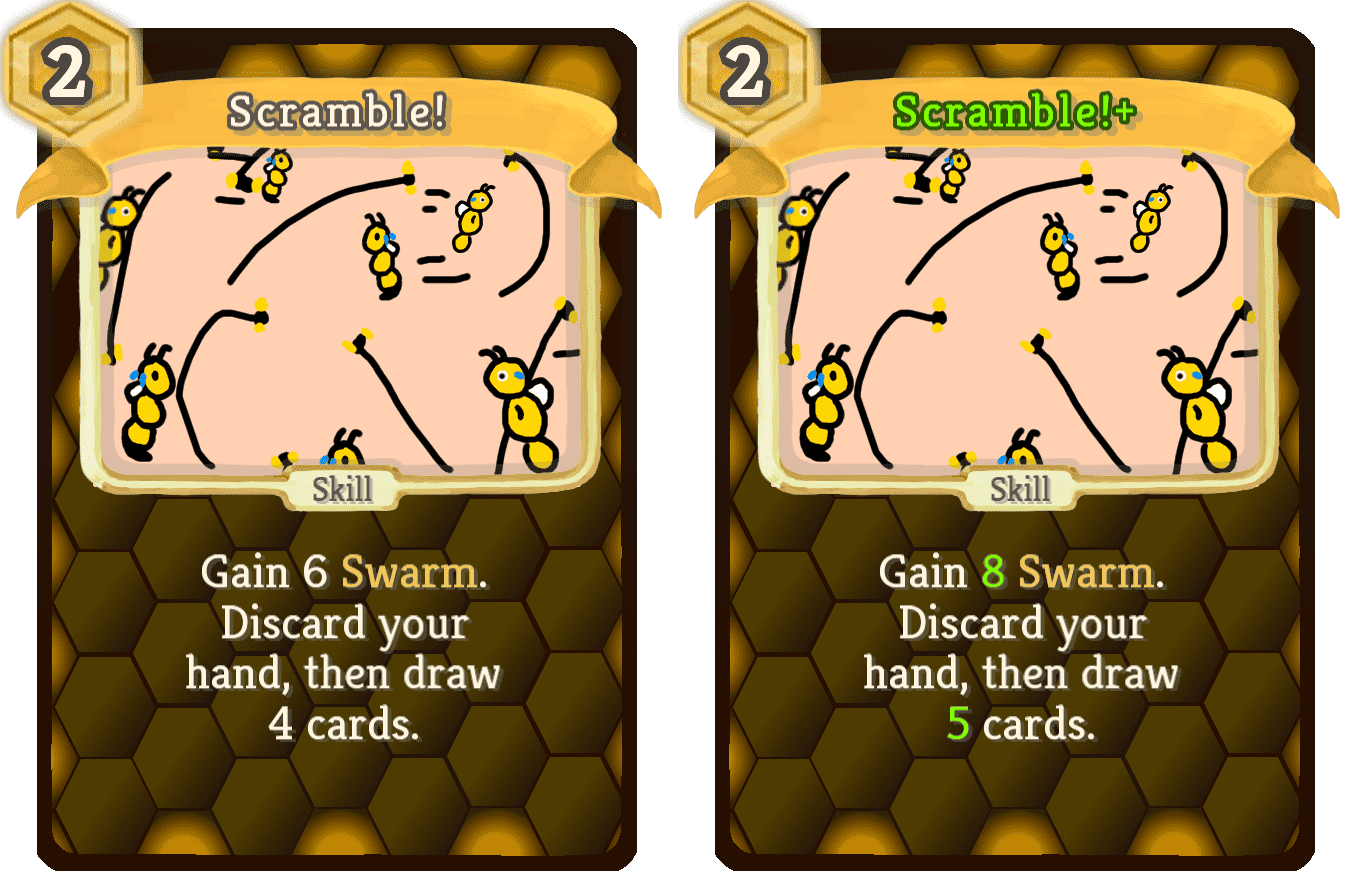 2
Scramble!
Skill
Gain 6 Swarm.
Discard your
hand, then draw
4 cards.
2
Scramble!+
Skill
Gain 8 Swarm.
Discard your
hand, then draw
5 cards.